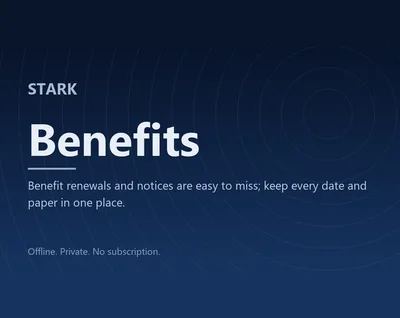 STARK
Benefits
Benefit renewals and notices are easy to miss; keep every date and
paper in one place.
Offline. Private. No subscription.